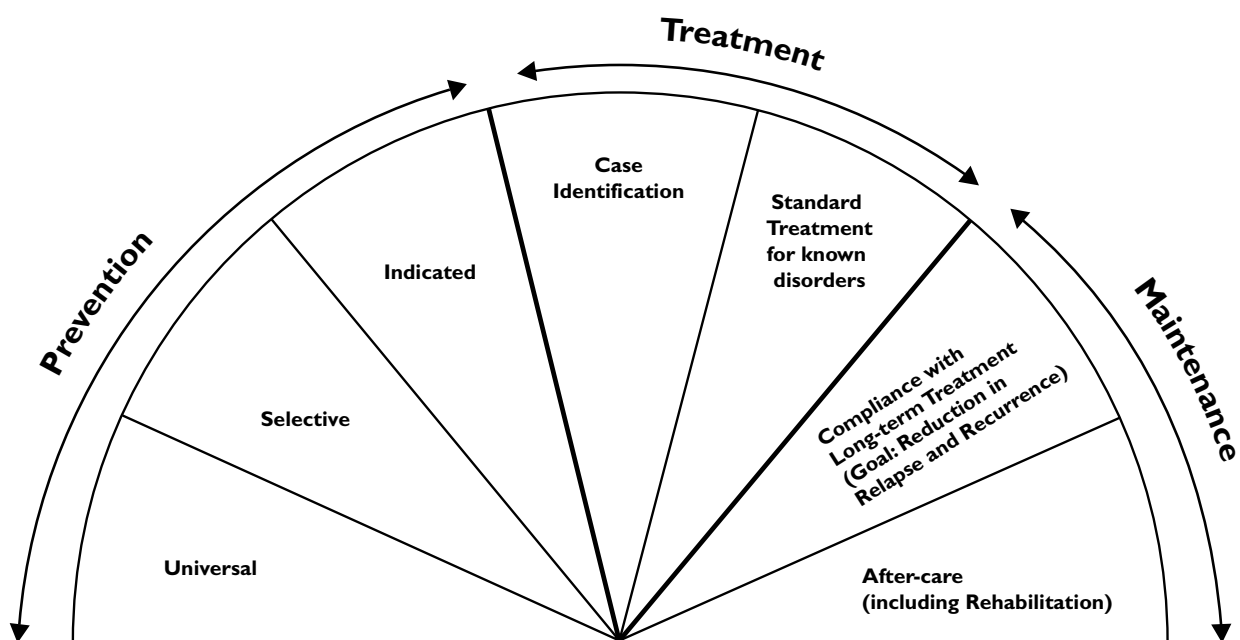 Treatment
Prevention
Maintenance
Case
Identification
Standard
Treatment
for known
disorders
Indicated
Compliance with
Long-term Treatment
(Goal: Reduction in
Relapse and Recurrence)
Selective
Universal
After-care
(including Rehabilitation)